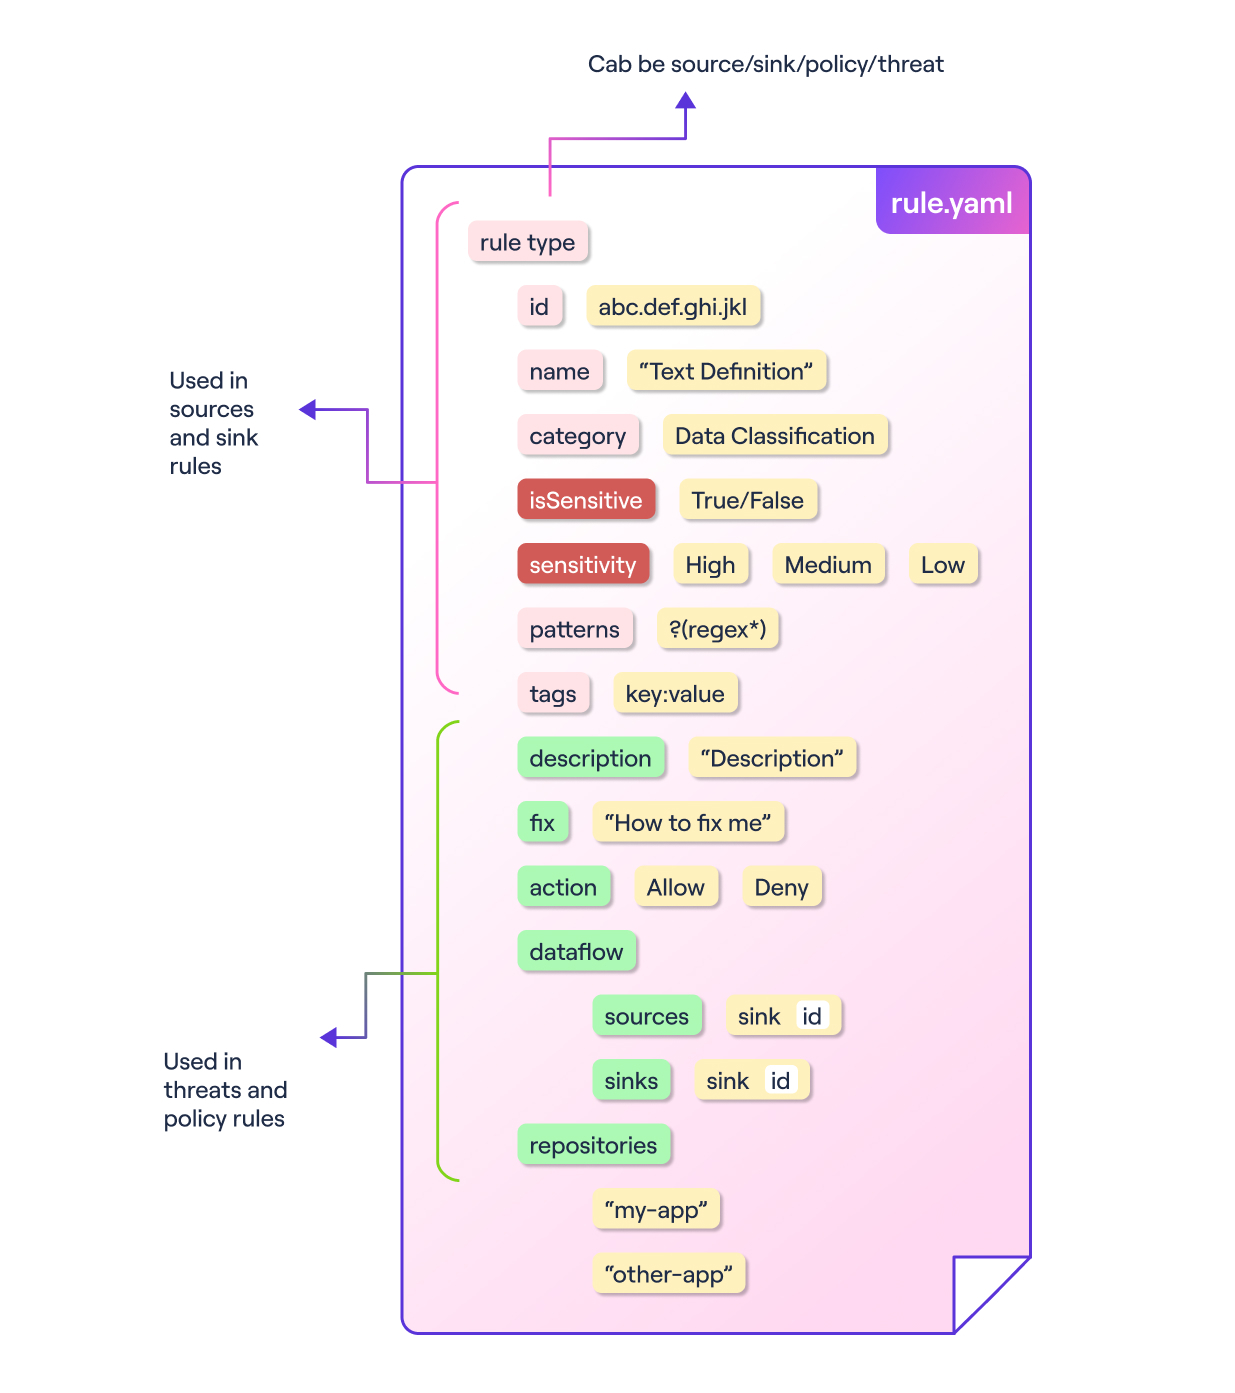 Cab be source/sink/policy/threat
rule.yaml
rule type
id abc.def.ghi.jkl
name “Text Definition”
category Data Classification
isSensitive True/False
sensitivity High Medium Low
patterns ?(regex*)
tags key:value
Used in
sources
and sink
rules
description “Description”
fix “How to fix me”
action Allow Deny
dataflow
sources sink id
sinks sink id
repositories
“my-app”
“other-app”
Used in
threats and
policy rules